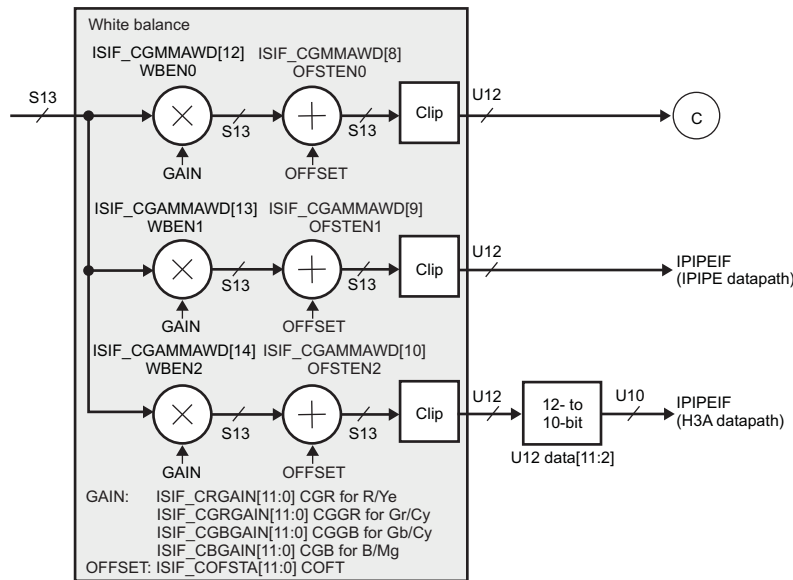 White balance
ISIF_CGMMAWD[12] ISIF_CGMMAWD[8]
WBEN0 OFSTEN0
S13 U12
Clip C
S13 S13
GAIN OFFSET
ISIF_CGAMMAWD[13] ISIF_CGAMMAWD[9]
WBEN1 OFSTEN1
U12 IPIPEIF
Clip (IPIPE datapath)
S13 S13
GAIN OFFSET
ISIF_CGAMMAWD[14] ISIF_CGAMMAWD[10]
WBEN2 OFSTEN2
U12 12- to U10 IPIPEIF
Clip 10-bit (H3A datapath)
S13 S13
U12 data[11:2]
GAIN OFFSET
GAIN: ISIF_CRGAIN[11:0] CGR for R/Ye
ISIF_CGRGAIN[11:0] CGGR for Gr/Cy
ISIF_CGBGAIN[11:0] CGGB for Gb/Cy
ISIF_CBGAIN[11:0] CGB for B/Mg
OFFSET: ISIF_COFSTA[11:0] COFT